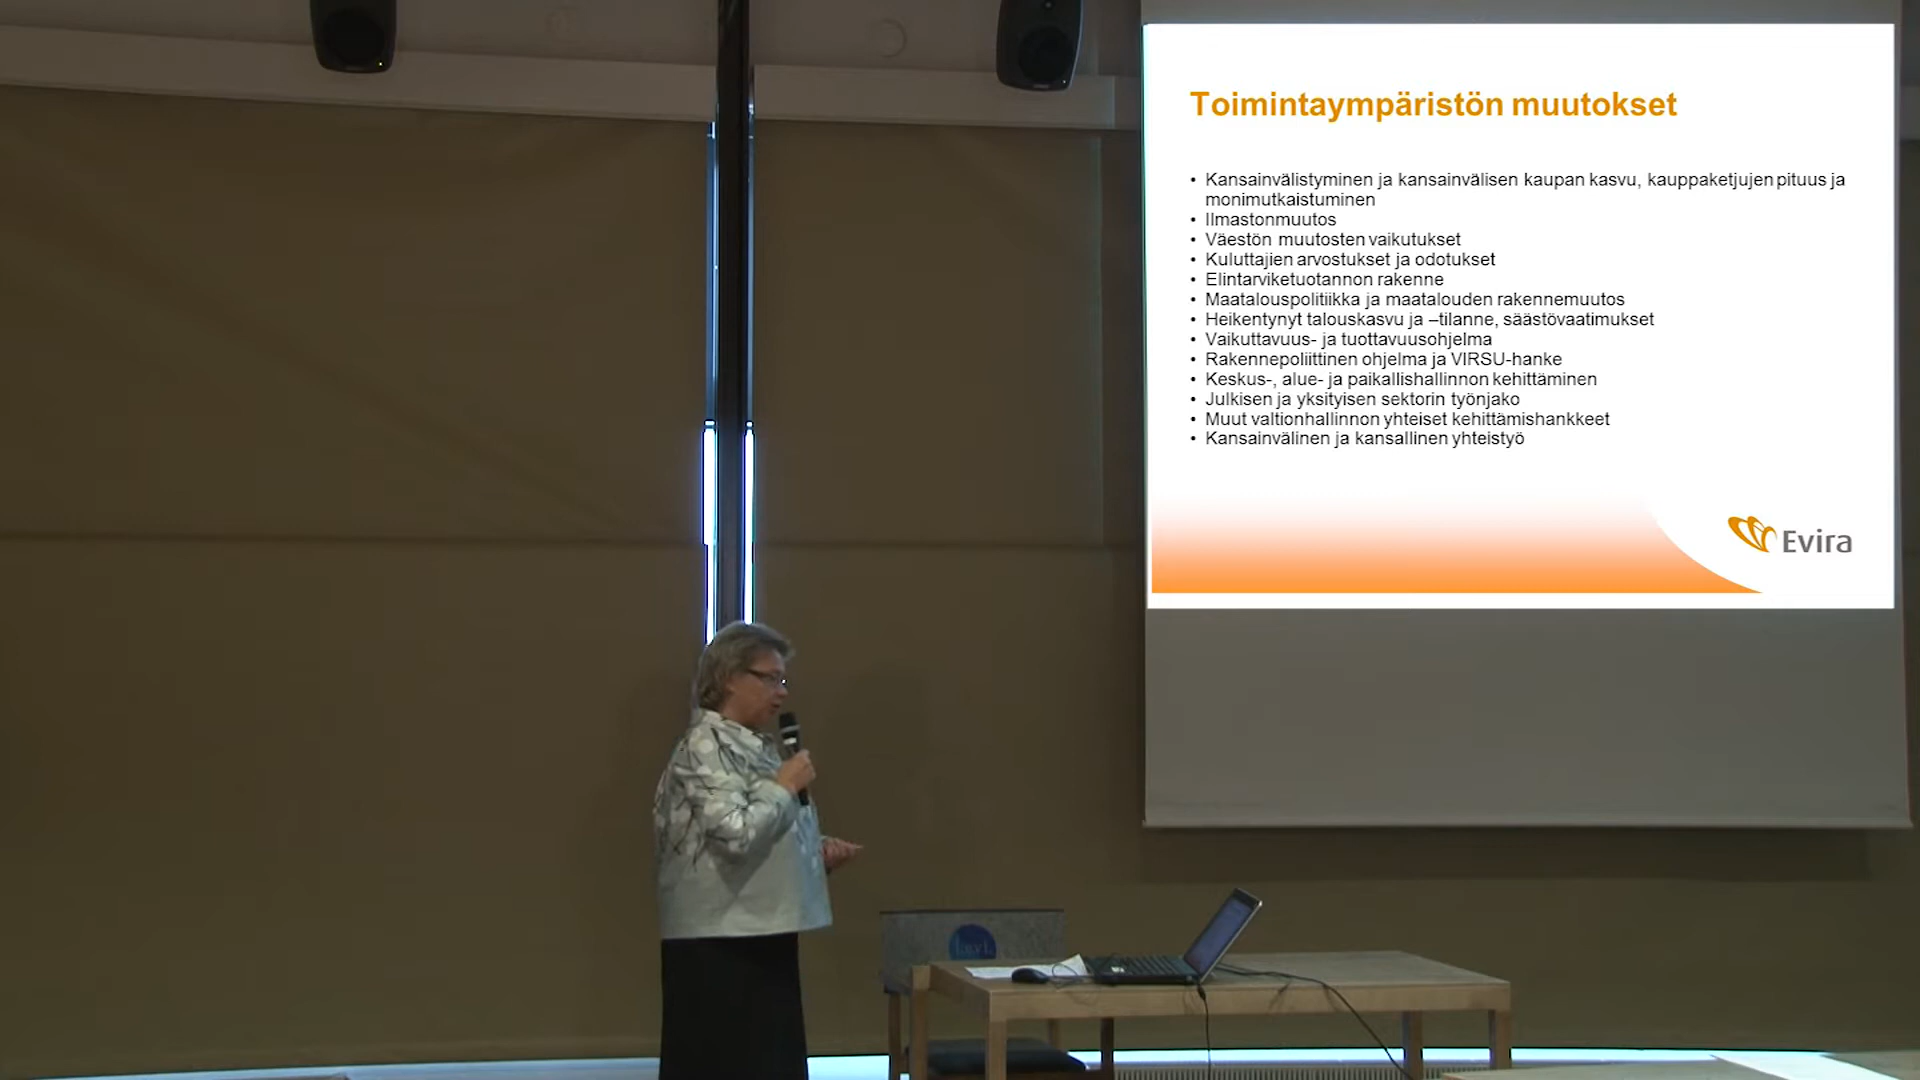 Toimintaympäristön muutokset
• Kansainvälistyminen ja kansainvälisen kaupan kasvu, kauppaketjujen pituus ja
monimutkaistuminen
• Ilmastonmuutos
• Väestön muutosten vaikutukset
• Kuluttajien arvostukset ja odotukset
• Elintarviketuotannon rakenne
• Maatalouspolitiikka ja maatalouden rakennemuutos
• Heikentynyt talouskasvu ja –tilanne, säästövaatimukset
• Vaikuttavuus- ja tuottavuusohjelma
• Rakennepoliittinen ohjelma ja VIRSU-hanke
• Keskus-, alue- ja paikallishallinnon kehittäminen
• Julkisen ja yksityisen sektorin työnjako
• Muut valtionhallinnon yhteiset kehittämishankkeet
• Kansainvälinen ja kansallinen yhteistyö
Evira